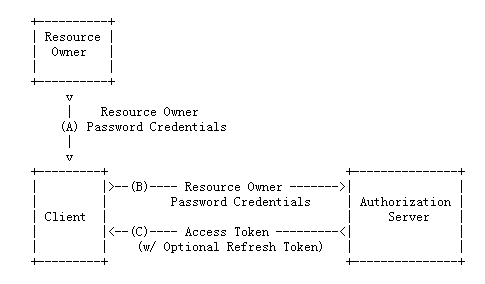 Resource
Owner
v
Resource Owner
(A) Password Credentials
v
>--(B)---- Resource Owner ------->
Password Credentials
Client
Authorization
Server
<--(C)---- Access Token ---------<
(w/ Optional Refresh Token)